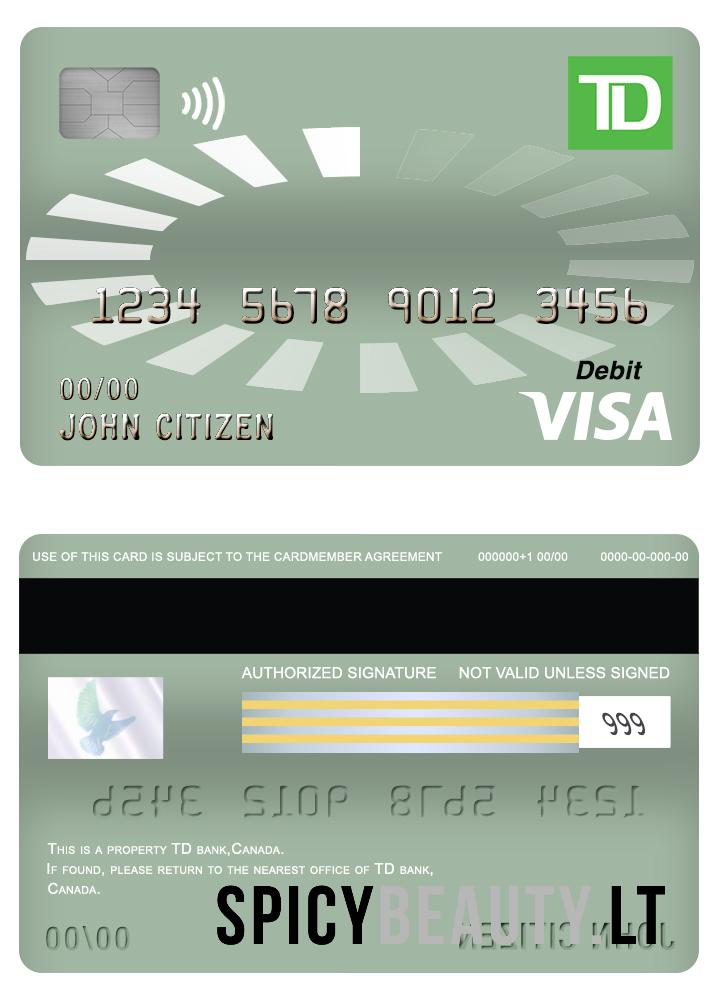 TD
1234 5678 9012 3456
Debit
00/00
VISA
JOHN CITIZEN
USE OF THIS CARD IS SUBJECT TO THE CARDMEMBER AGREEMENT 000000+1 00/00 0000-00-000-00
AUTHORIZED SIGNATURE NOT VALID UNLESS SIGNED
999
1234 5678 9012 3456
This is a property TD bank,Canada.
If found, please return to the nearest office of TD bank,
Canada.
SPICYBEAUTY.LT
00/00 JOHN CITIZEN